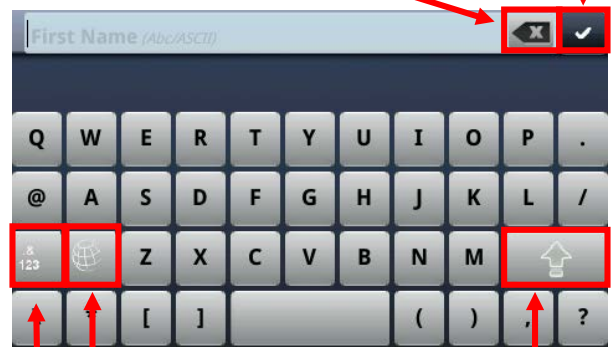 First Name (Abc/ASCII)
Q W E R T Y U I O P .
@ A S D F G H J K L /
.& 123 Z X C V B N M
[ ] ( ) , ?